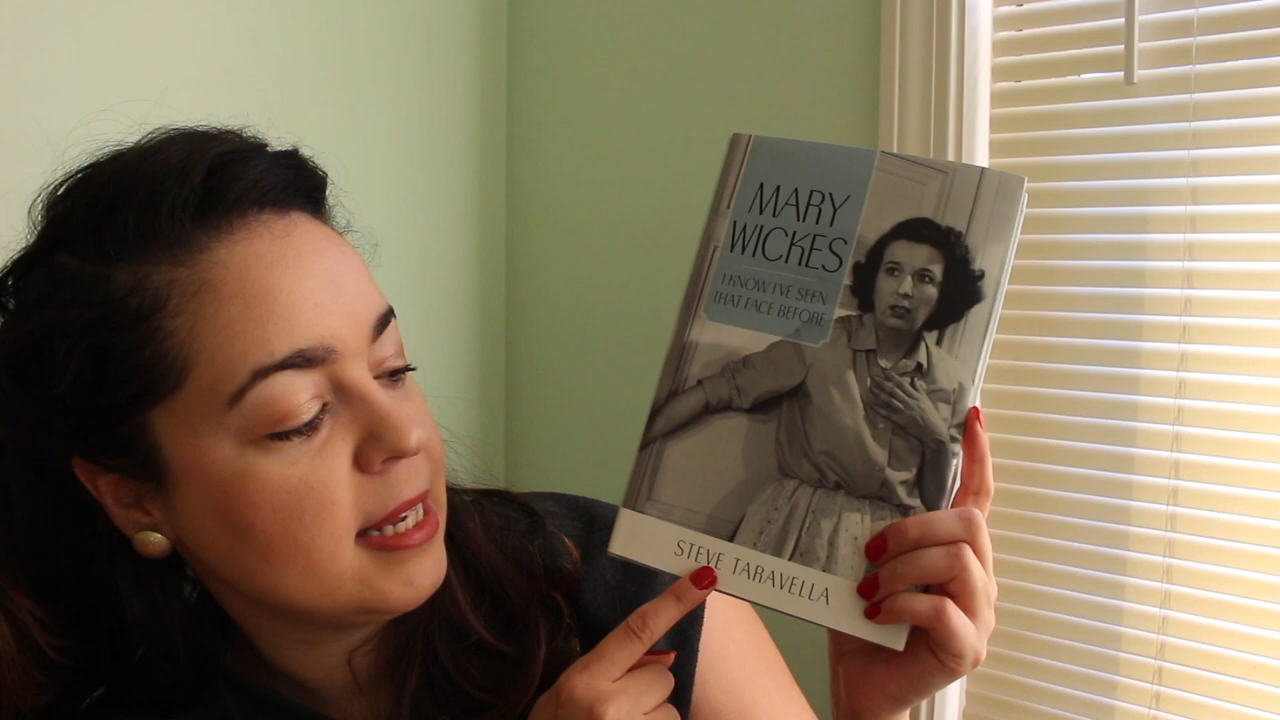 MARY
WICKES
I KNOW I'VE SEEN
THAT FACE BEFORE
STEVE TARAVELLA